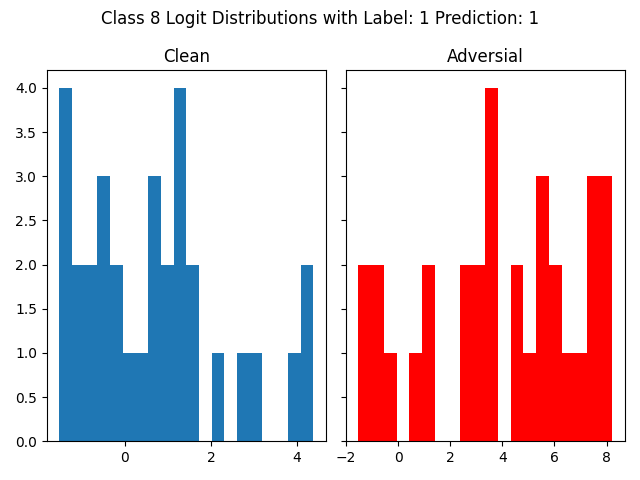 Class 8 Logit Distributions with Label: 1 Prediction: 1
Clean
Adversial
4.0
3.5
3.0
2.5
2.0
1.5
1.0
0.5
0.0
0 2 4
−2 0 2 4 6 8